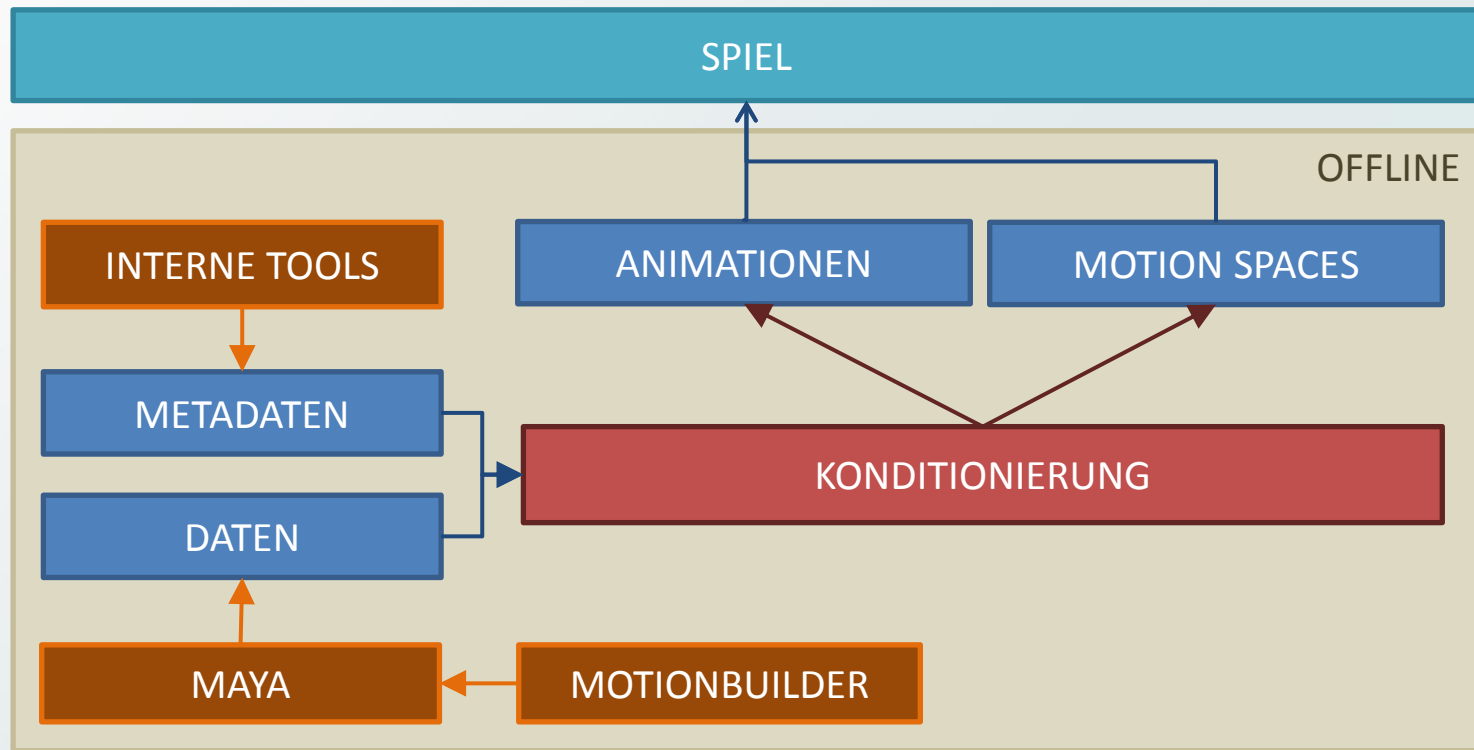 SPIEL
OFFLINE
INTERNE TOOLS
ANIMATIONEN
MOTION SPACES
METADATEN
KONDITIONIERUNG
DATEN
MAYA
MOTIONBUILDER